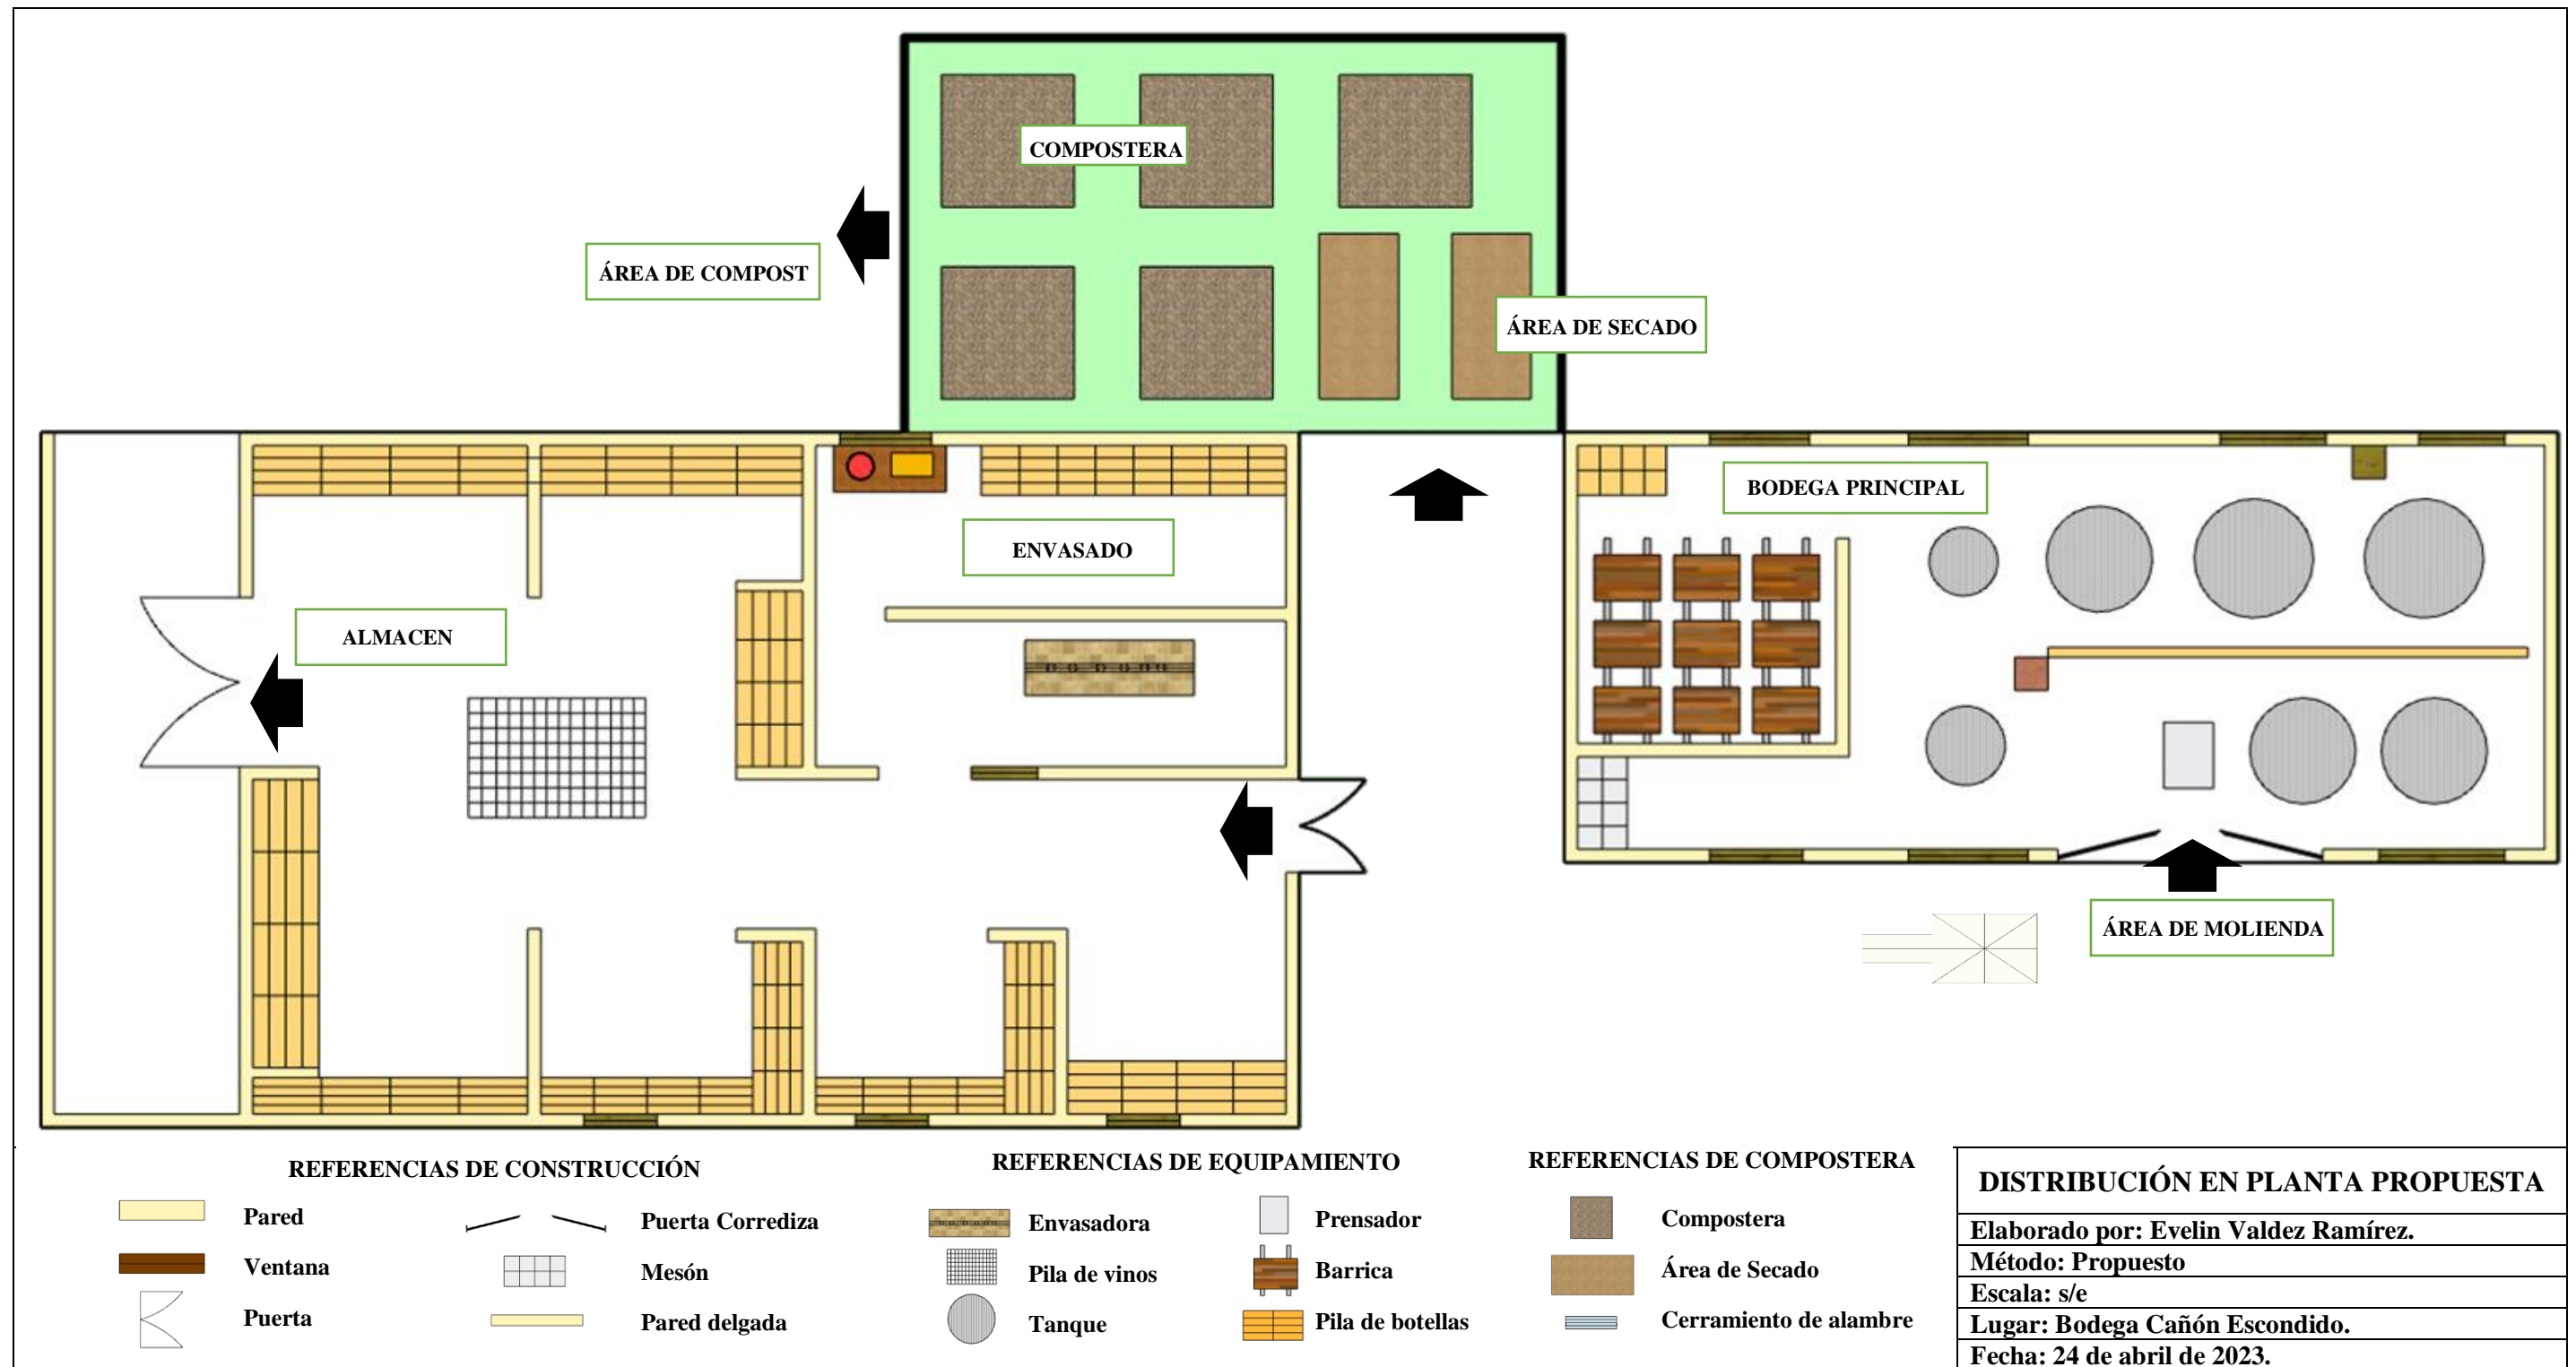 COMPOSTERA
ÁREA DE COMPOST
ÁREA DE SECADO
BODEGA PRINCIPAL
ENVASADO
ALMACEN
ÁREA DE MOLIENDA
REFERENCIAS DE CONSTRUCCIÓN
Pared
Ventana
Puerta
Puerta Corrediza
Mesón
Pared delgada
REFERENCIAS DE EQUIPAMIENTO
Envasadora
Pila de vinos
Tanque
Prensador
Barrica
Pila de botellas
REFERENCIAS DE COMPOSTERA
Compostera
Área de Secado
Cerramiento de alambre
DISTRIBUCIÓN EN PLANTA PROPUESTA
Elaborado por: Evelin Valdez Ramírez.
Método: Propuesto
Escala: s/e
Lugar: Bodega Cañón Escondido.
Fecha: 24 de abril de 2023.